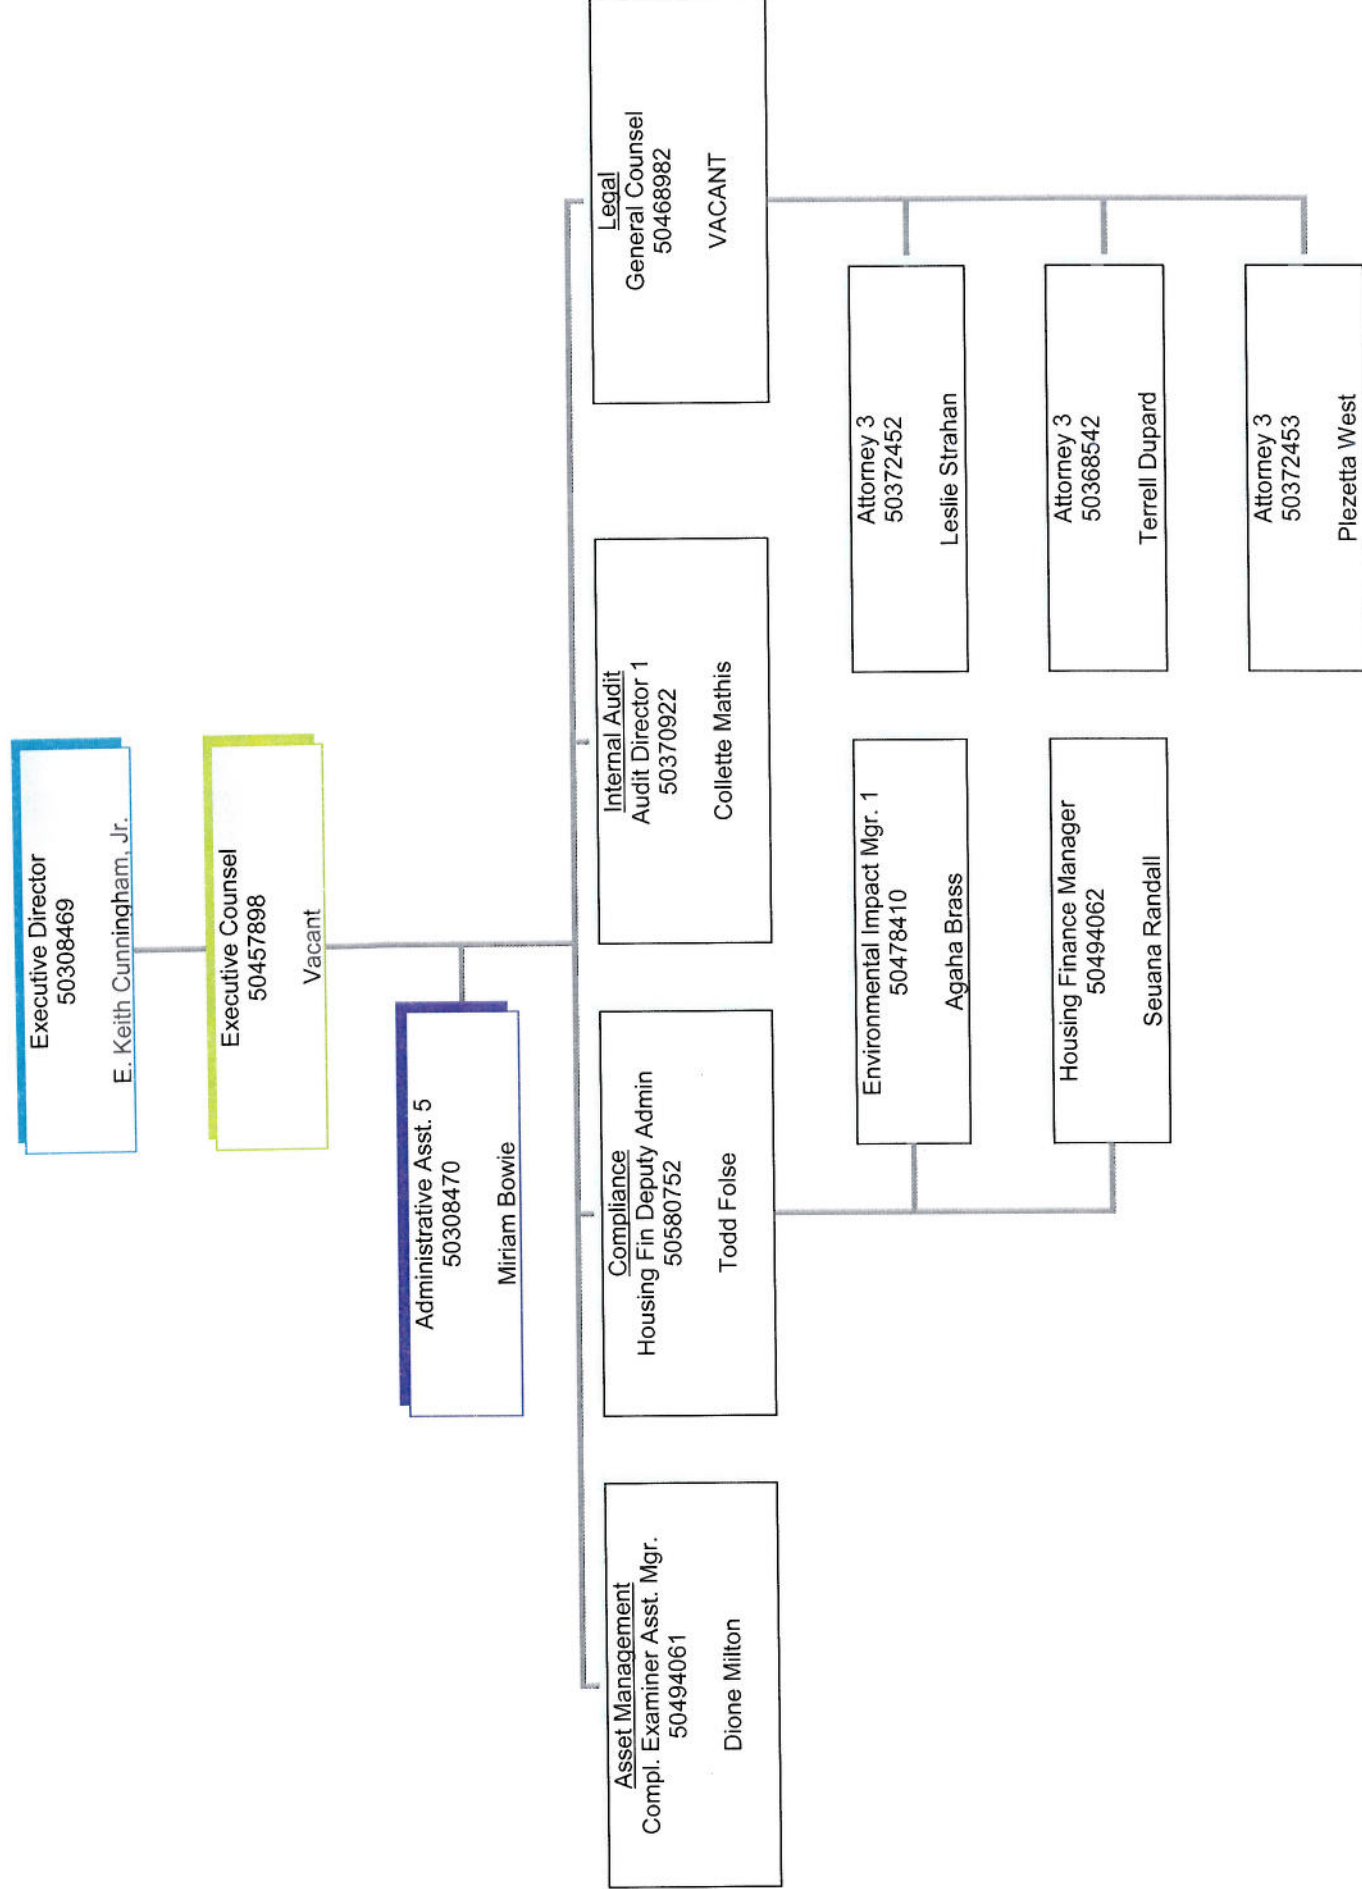 Executive Director
50308469
E. Keith Cunningham, Jr.
Executive Counsel
50457898
Vacant
Administrative Asst. 5
50308470
Miriam Bowie
Asset Management
Compl. Examiner Asst. Mgr.
50494061
Dione Milton
Compliance
Housing Fin Deputy Admin
50580752
Todd Folse
Internal Audit
Audit Director 1
50370922
Collette Mathis
Legal
General Counsel
50468982
VACANT
Environmental Impact Mgr. 1
50478410
Agaha Brass
Housing Finance Manager
50494062
Seuana Randall
Attorney 3
50372452
Leslie Strahan
Attorney 3
50368542
Terrell Dupard
Attorney 3
50372453
Plezetta West